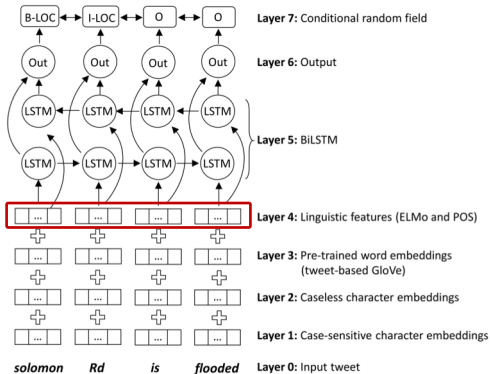 B-LOC I-LOC O O Layer 7: Conditional random field
Out Out Out Out Layer 6: Output
LSTM LSTM LSTM LSTM
Layer 5: BiLSTM
LSTM LSTM LSTM LSTM
... ... ... ... Layer 4: Linguistic features (ELMo and POS)
... ... ... ... Layer 3: Pre-trained word embeddings
(tweet-based GloVe)
... ... ... ... Layer 2: Caseless character embeddings
... ... ... ... Layer 1: Case-sensitive character embeddings
solomon Rd is flooded Layer 0: Input tweet